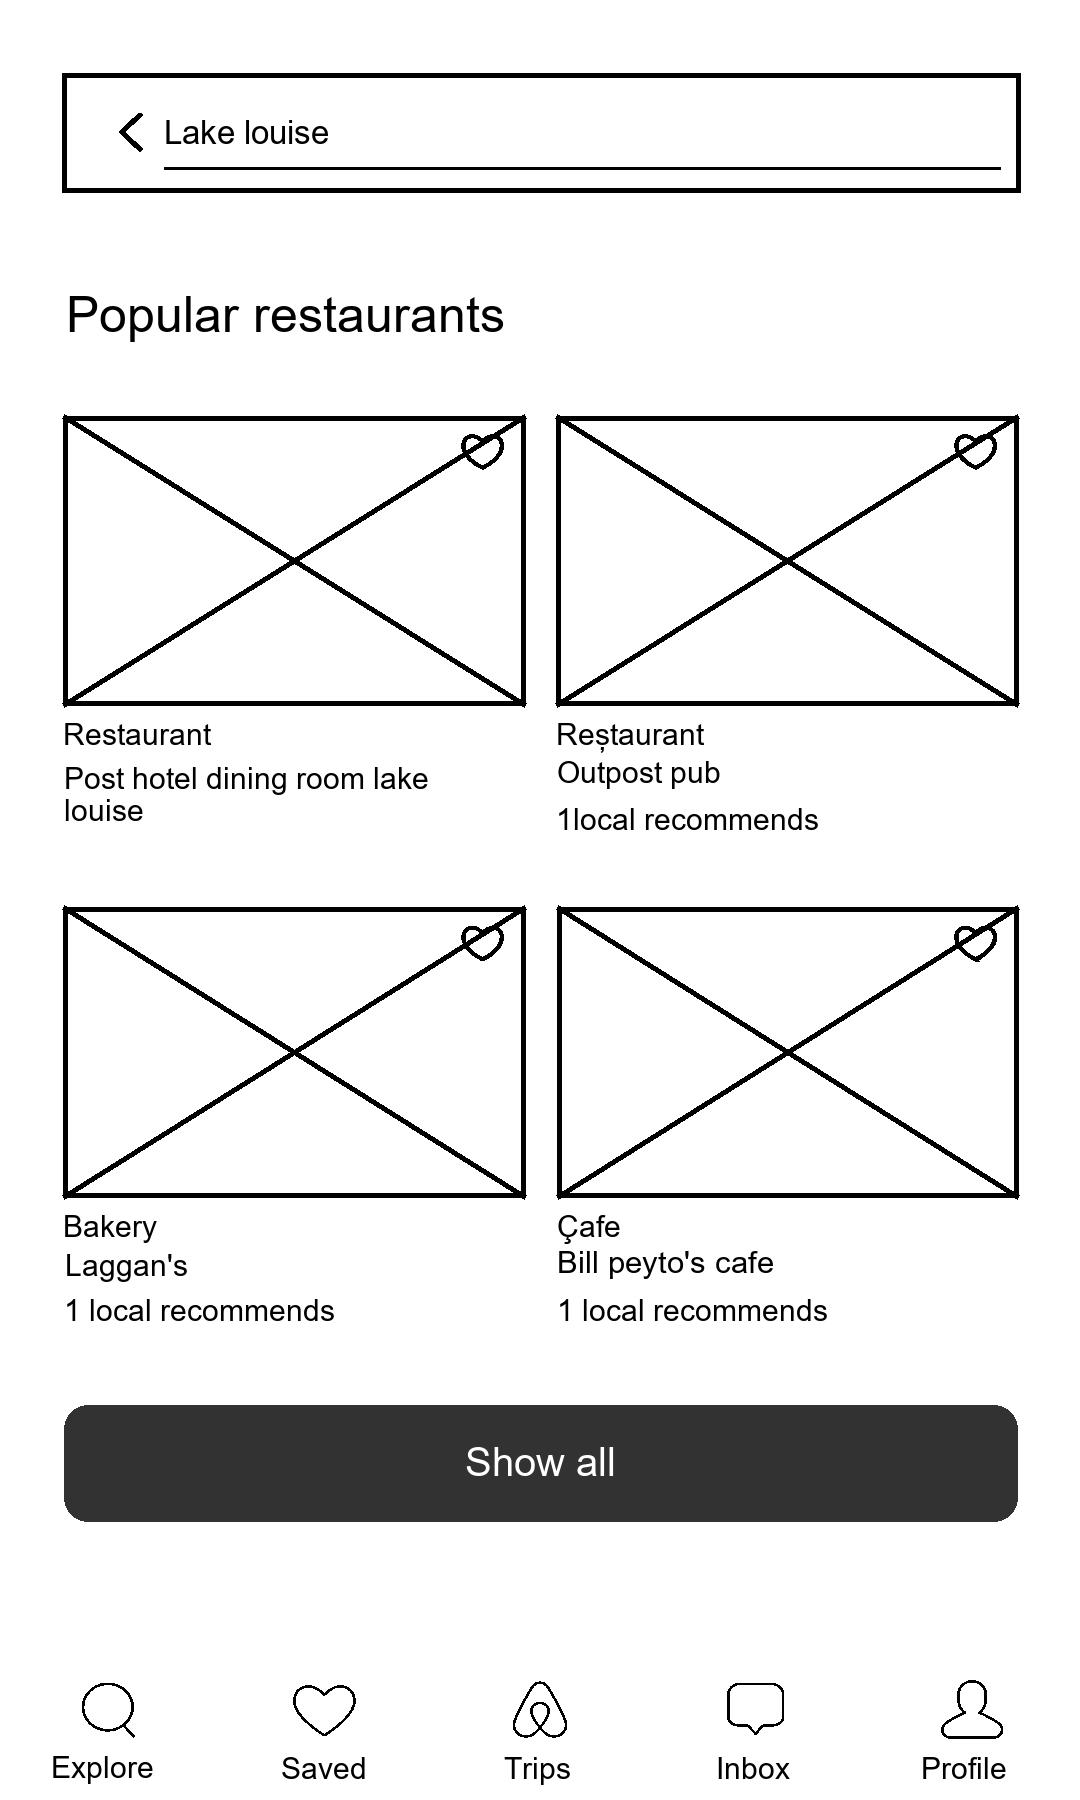 Lake louise
Popular restaurants
Restaurant
Post hotel dining room lake
louise
Reștaurant
Outpost pub
1local recommends
Bakery
Laggan's
1 local recommends
Çafe
Bill peyto's cafe
1 local recommends
Show all
Explore
Saved
Trips
Inbox
Profile